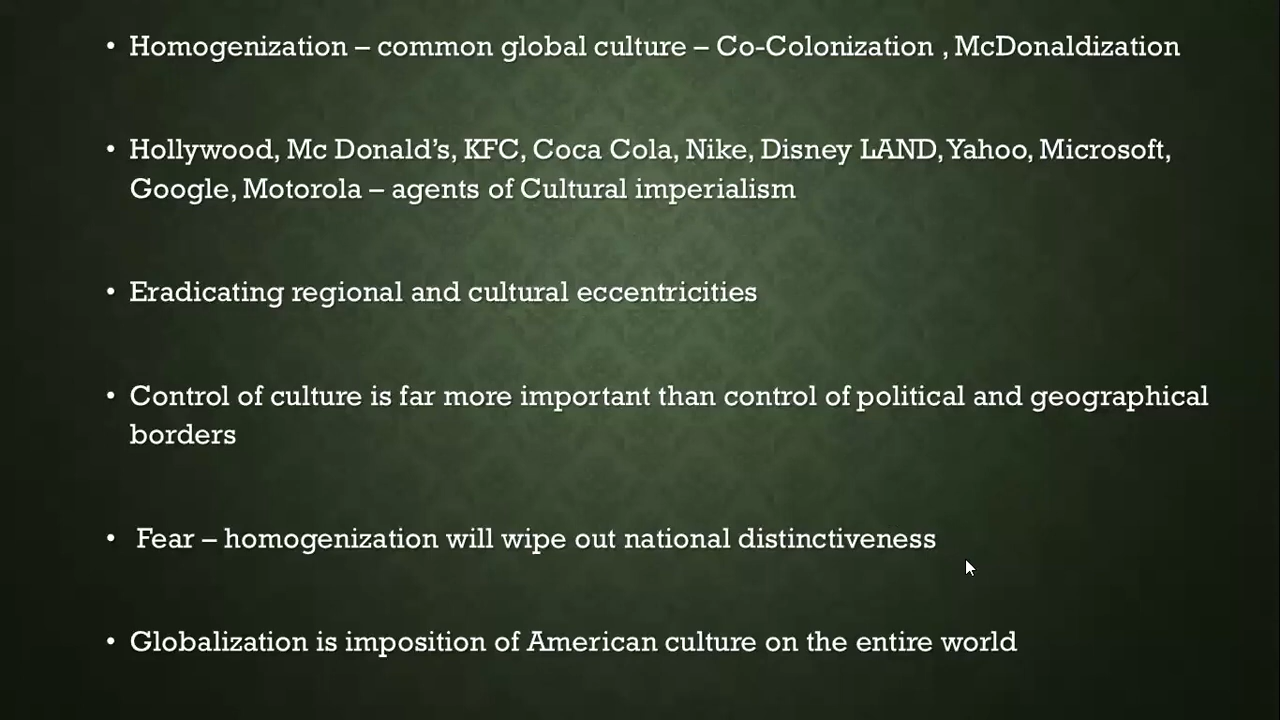 • Homogenization – common global culture – Co-Colonization , McDonaldization
• Hollywood, Mc Donald's, KFC, Coca Cola, Nike, Disney LAND, Yahoo, Microsoft,
Google, Motorola – agents of Cultural imperialism
• Eradicating regional and cultural eccentricities
• Control of culture is far more important than control of political and geographical
borders
• Fear – homogenization will wipe out national distinctiveness
• Globalization is imposition of American culture on the entire world